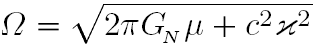 Ω = √(2πG_N μ + c²ϰ²)